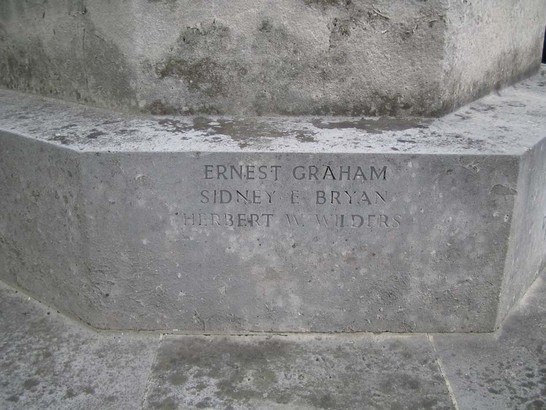 ERNEST GRAHAM
SIDNEY E BRYAN
HERBERT W. WILDERS